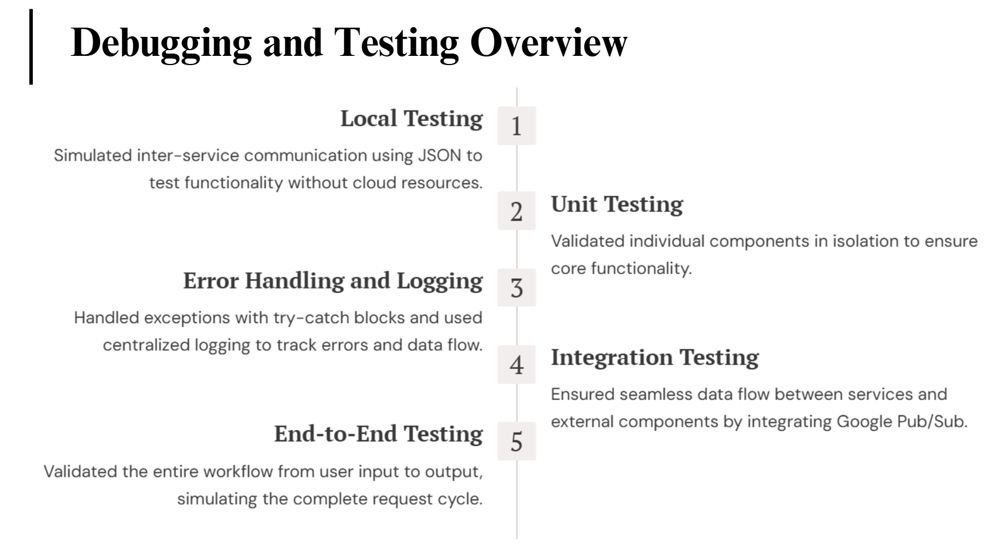 Debugging and Testing Overview
Local Testing
1
Simulated inter-service communication using JSON to
test functionality without cloud resources.
2
Unit Testing
Validated individual components in isolation to ensure
core functionality.
Error Handling and Logging
3
Handled exceptions with try-catch blocks and used
centralized logging to track errors and data flow.
4
Integration Testing
Ensured seamless data flow between services and
external components by integrating Google Pub/Sub.
End-to-End Testing
5
Validated the entire workflow from user input to output,
simulating the complete request cycle.